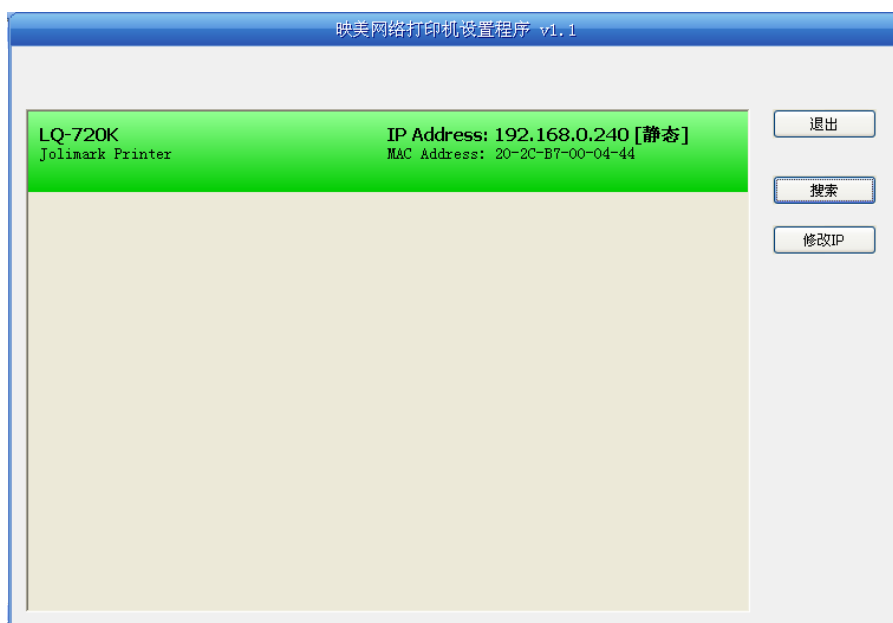 映美网络打印机设置程序 v1.1
LQ-720K
IP Address: 192.168.0.240 [静态]
Jolimark Printer
MAC Address: 20-2C-B7-00-04-44
退出
搜索
修改IP